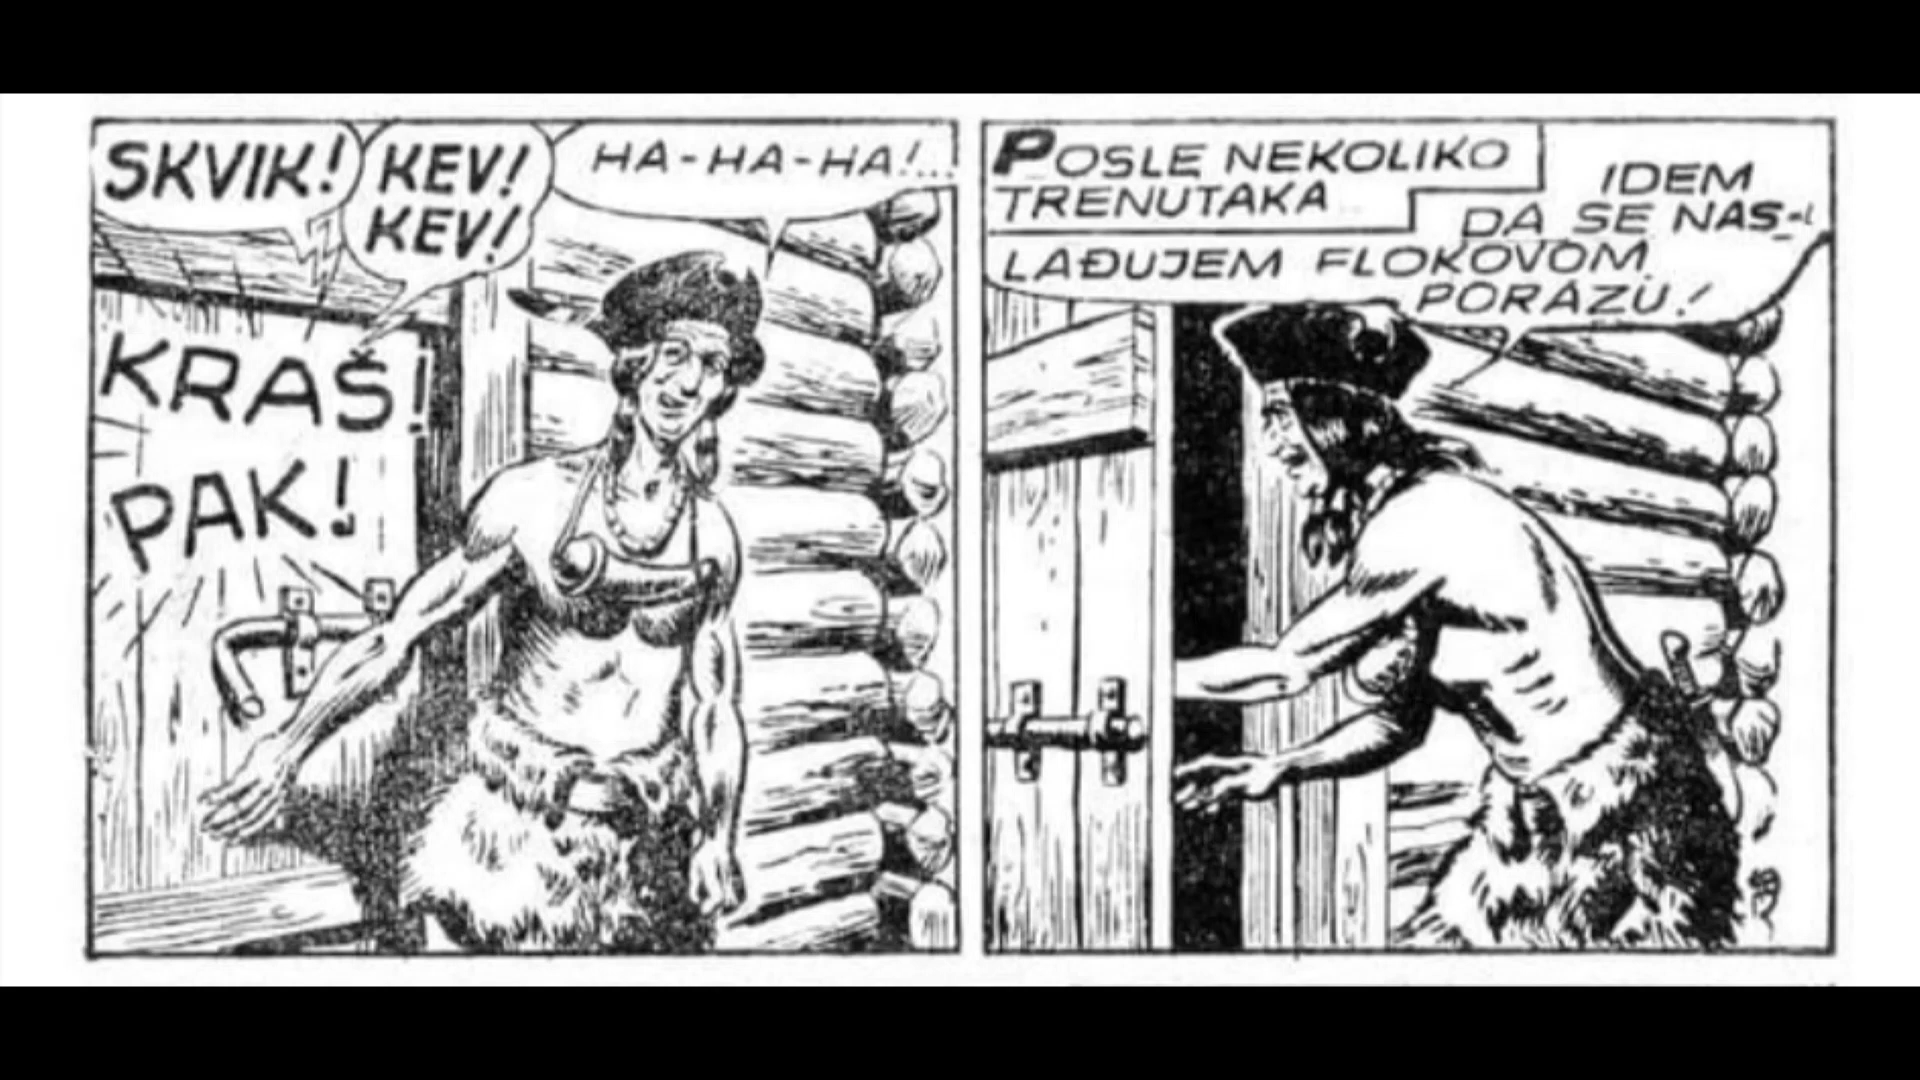 SKVIK!
KEV!
KEV!
HA-HA-HA!...
KRAŠ!
PAK!
POSLE NEKOLIKO
TRENUTAKA
IDEM
DA SE NAS-
LAĐUJEM FLOKOVOM
PORAZU!